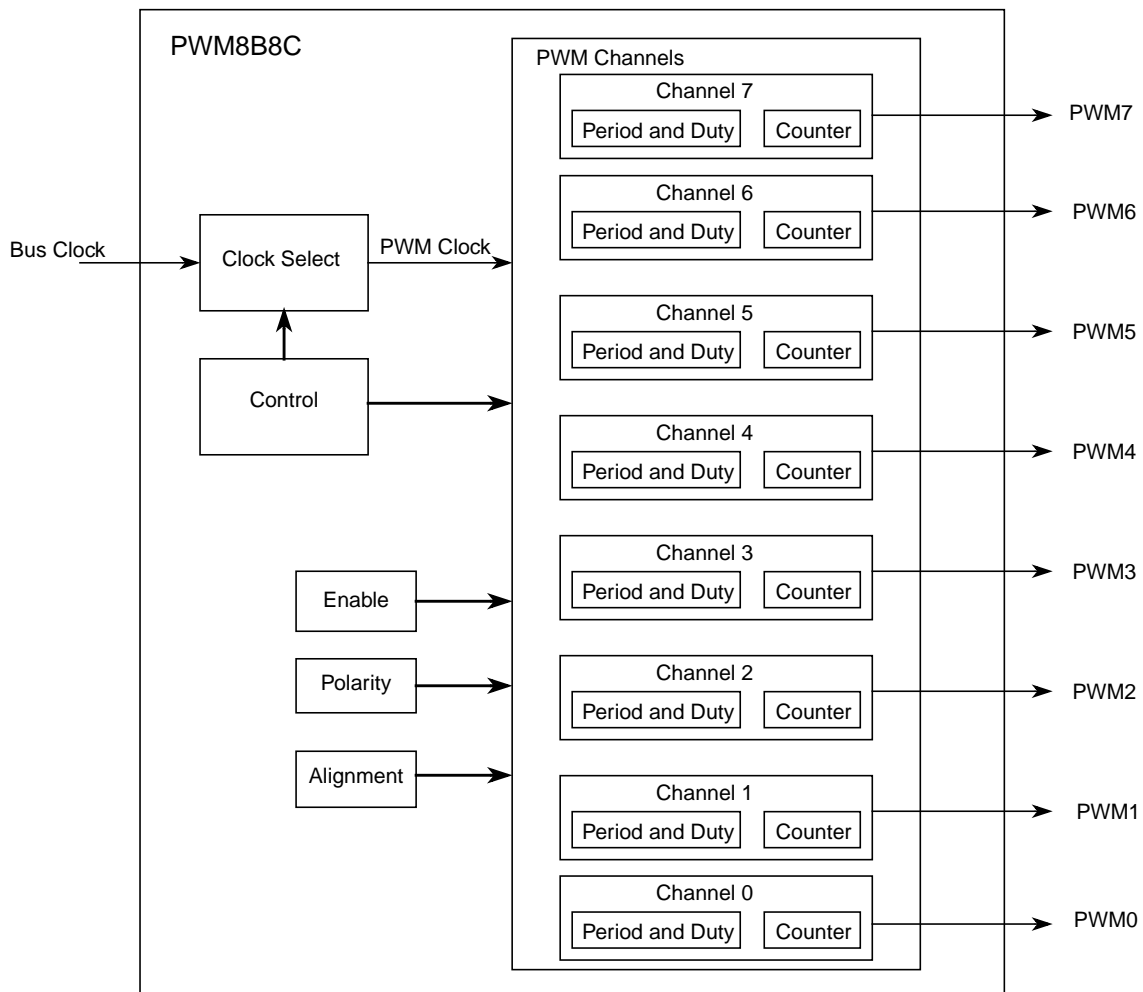 PWM8B8C
PWM Channels
Channel 7
Period and Duty
Counter
PWM7
Channel 6
Period and Duty
Counter
PWM6
Bus Clock
Clock Select
PWM Clock
Channel 5
Period and Duty
Counter
PWM5
Control
Channel 4
Period and Duty
Counter
PWM4
Channel 3
Period and Duty
Counter
PWM3
Enable
Polarity
Channel 2
Period and Duty
Counter
PWM2
Alignment
Channel 1
Period and Duty
Counter
PWM1
Channel 0
Period and Duty
Counter
PWM0